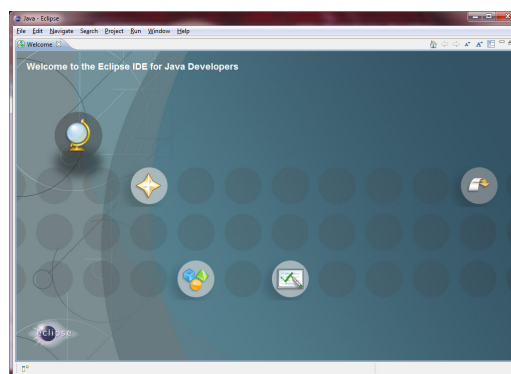 Java - Eclipse
File Edit Navigate Search Project Run Window Help
Welcome
Welcome to the Eclipse IDE for Java Developers
eclipse